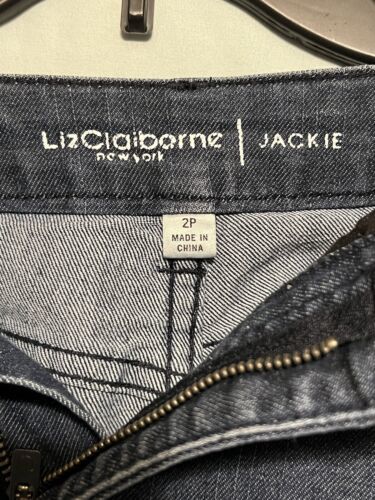 LizClaiborne | JACKIE
new york
2P
MADE IN
CHINA